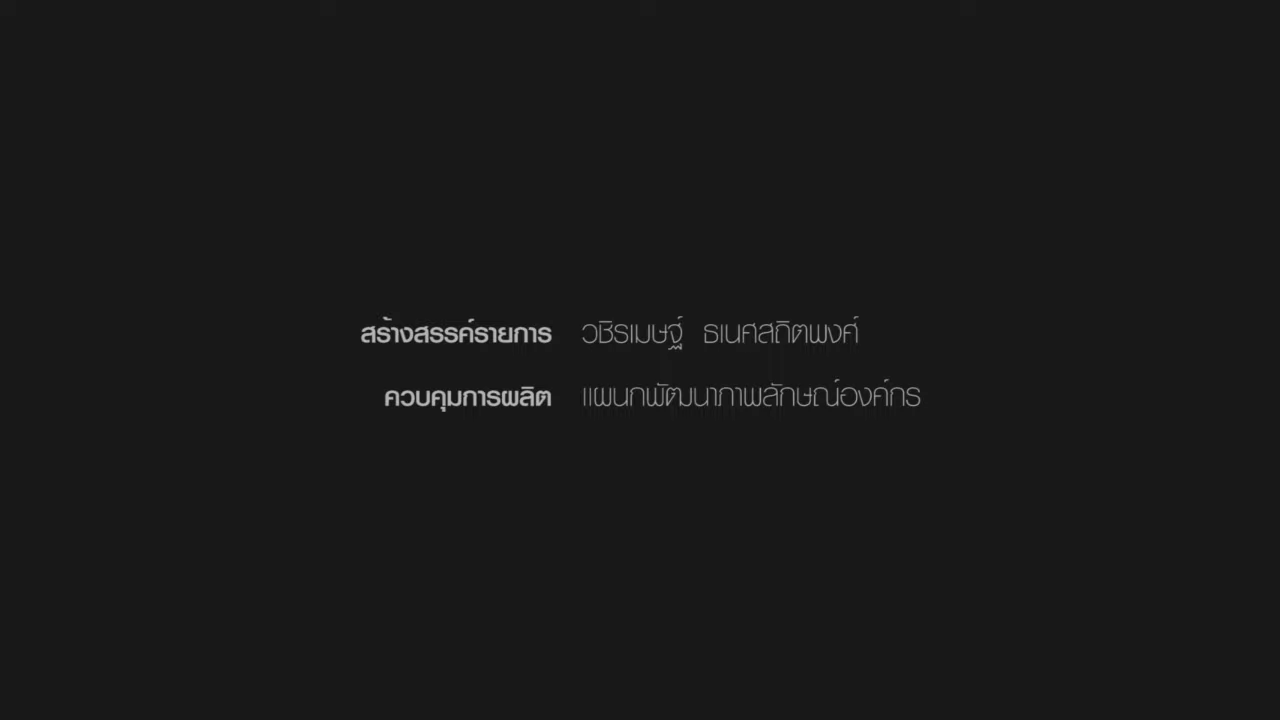 สร้างสรรค์รายการ วชิรเมษฐ์ ธเนศสถิตพงศ์
ควบคุมการผลิต แผนกพัฒนาภาพลักษณ์องค์กร